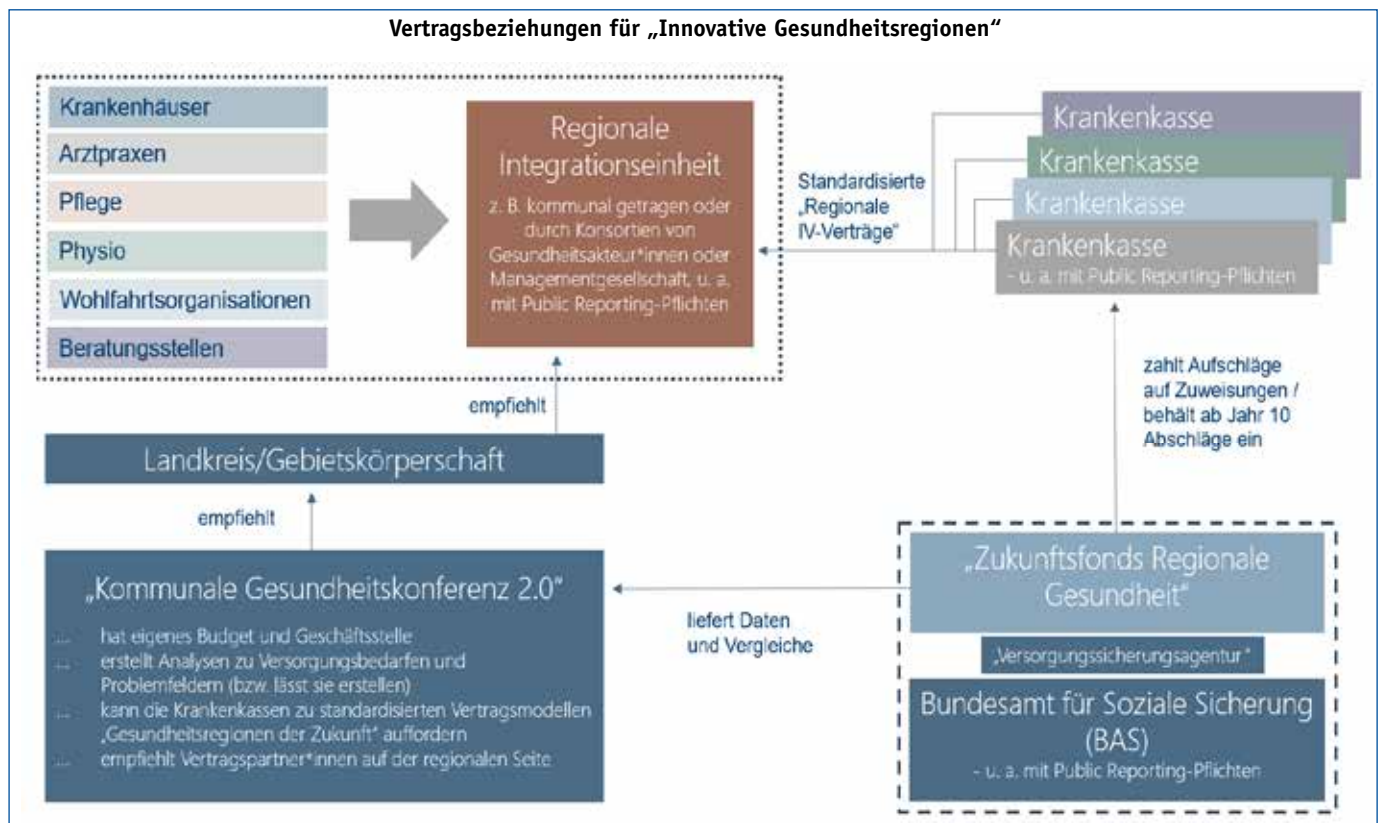 Vertragsbeziehungen für „Innovative Gesundheitsregionen“
Krankenhäuser
Arztpraxen
Pflege
Physio
Wohlfahrtsorganisationen
Beratungsstellen
Regionale
Integrationseinheit
z. B. kommunal getragen oder
durch Konsortien von
Gesundheitsakteur*innen oder
Managementgesellschaft, u. a.
mit Public Reporting-Pflichten
Standardisierte
„Regionale
IV-Verträge“
Krankenkasse
Krankenkasse
Krankenkasse
Krankenkasse
- u. a. mit Public Reporting-Pflichten
zahlt Aufschläge
auf Zuweisungen /
behält ab Jahr 10
Abschläge ein
empfiehlt
Landkreis/Gebietskörperschaft
empfiehlt
„Kommunale Gesundheitskonferenz 2.0“
... hat eigenes Budget und Geschäftsstelle
... erstellt Analysen zu Versorgungsbedarfen und
Problemfeldern (bzw. lässt sie erstellen)
... kann die Krankenkassen zu standardisierten Vertragsmodellen
„Gesundheitsregionen der Zukunft“ auffordern
... empfiehlt Vertragspartner*innen auf der regionalen Seite
liefert Daten
und Vergleiche
„Zukunftsfonds Regionale
Gesundheit“
„Versorgungssicherungsagentur“
Bundesamt für Soziale Sicherung
(BAS)
- u. a. mit Public Reporting-Pflichten